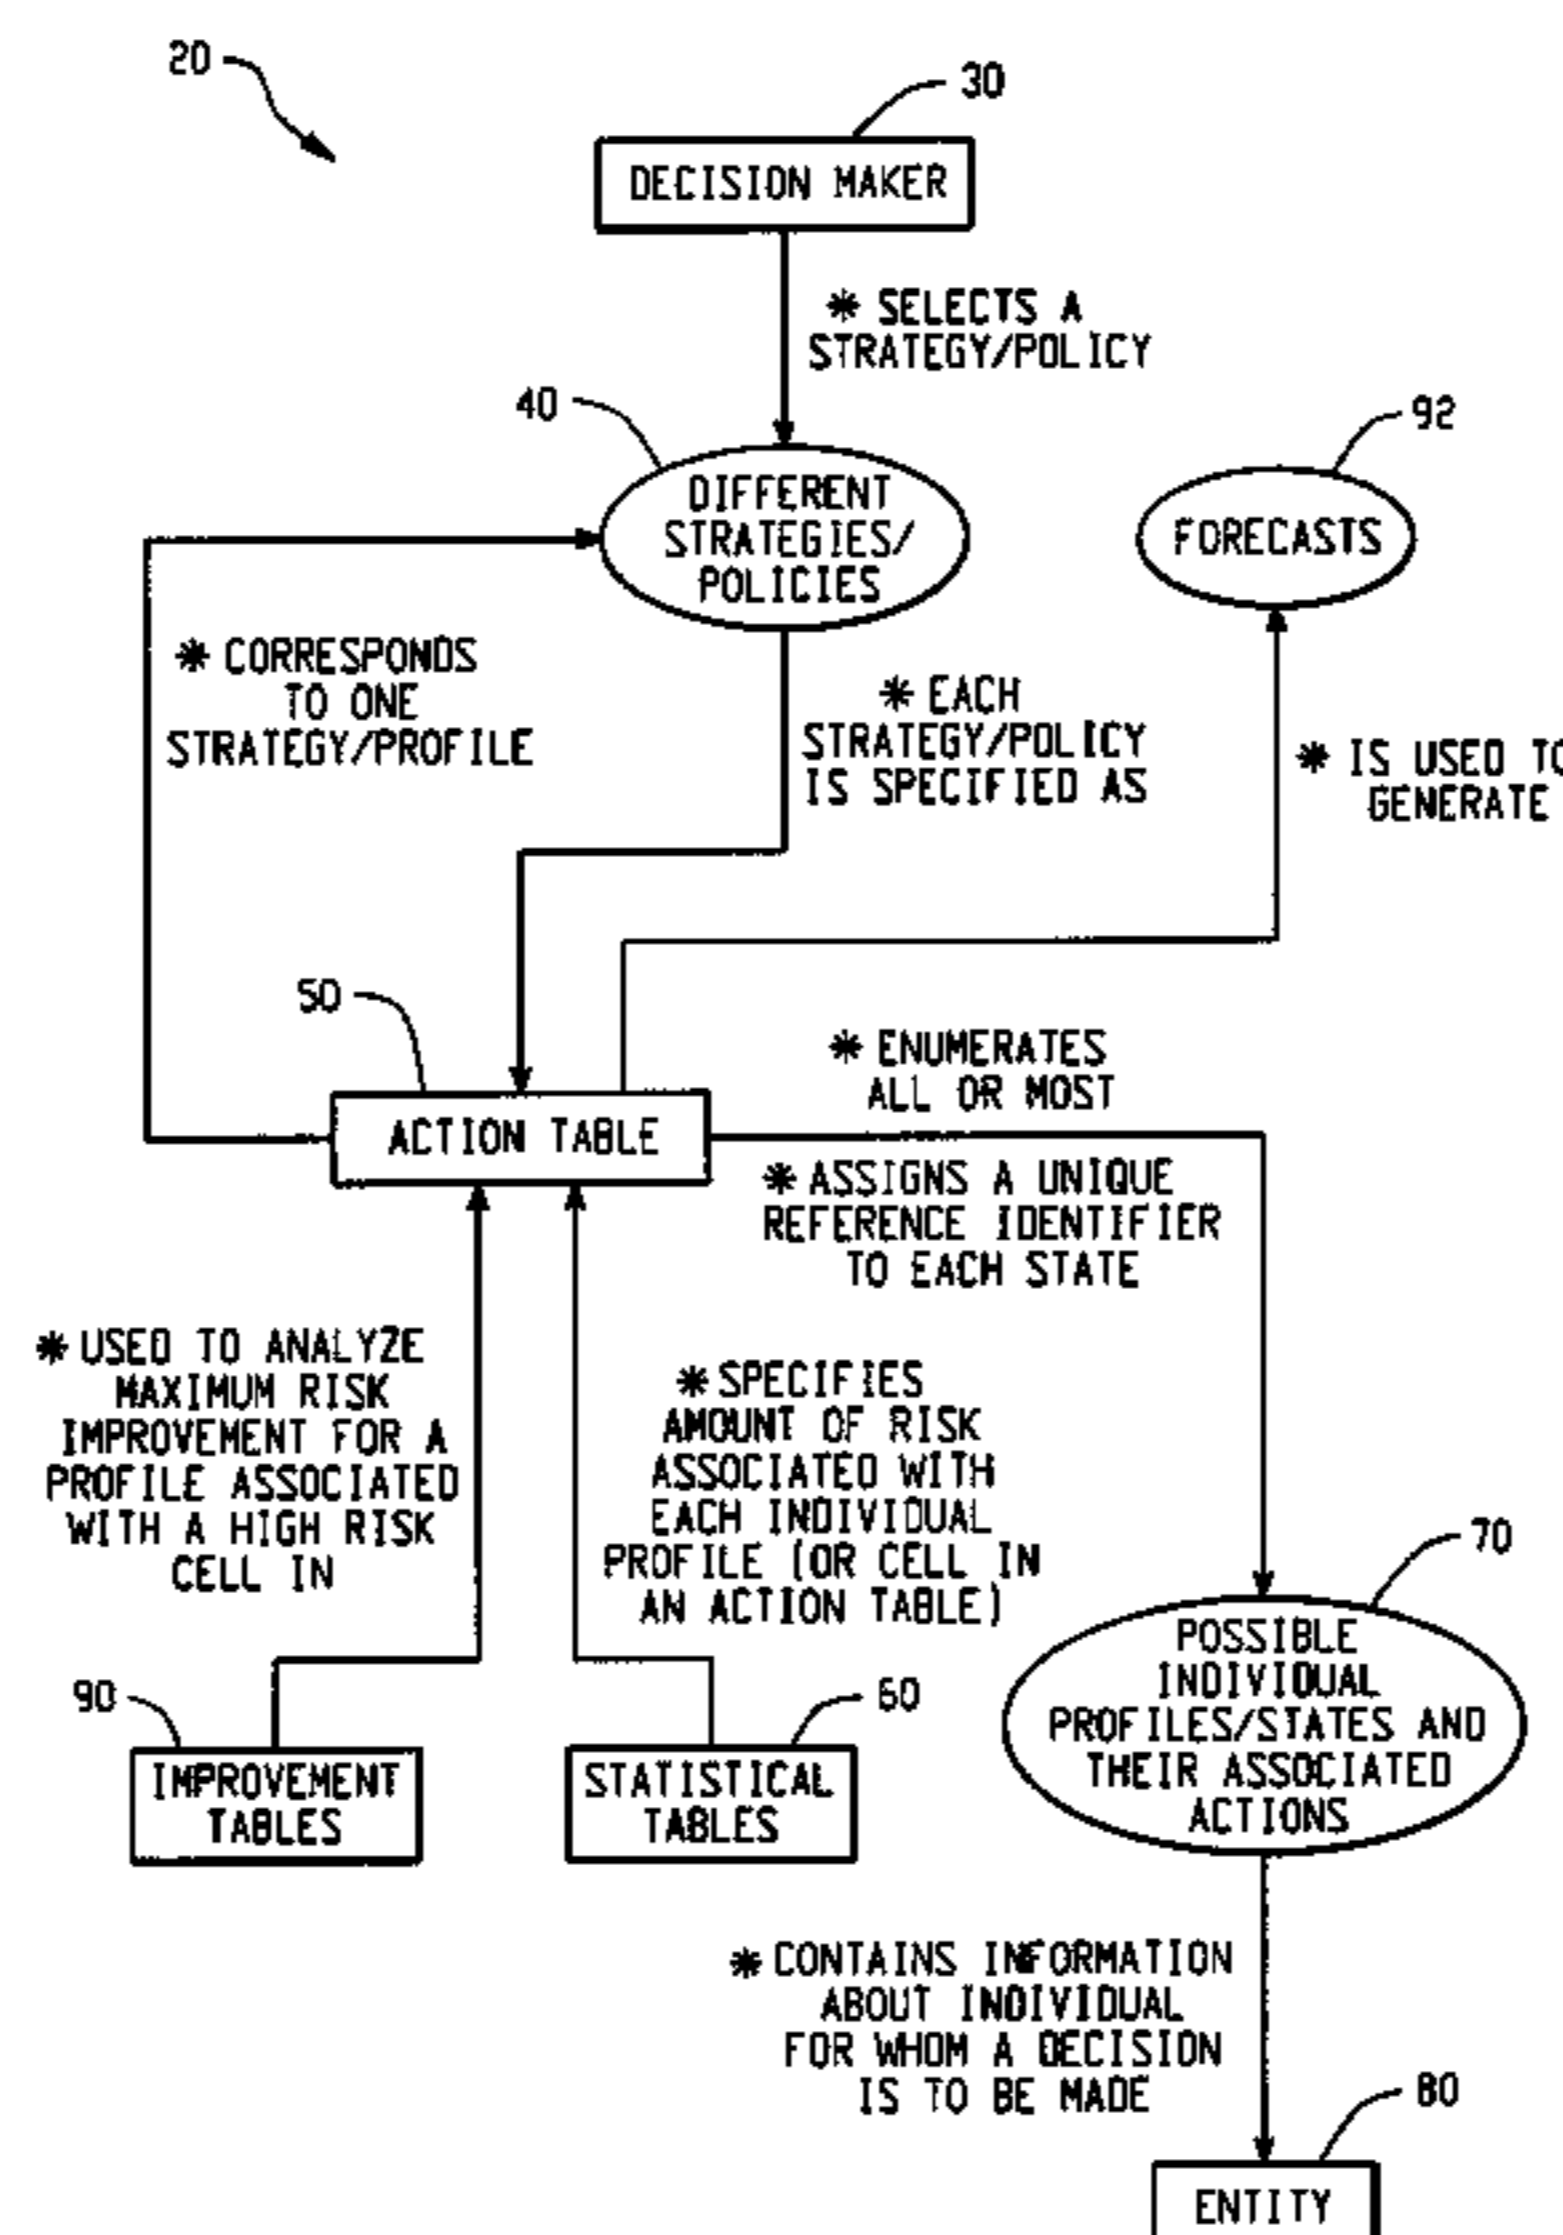 20
30
DECISION MAKER
* SELECTS A
STRATEGY/POLICY
40
92
DIFFERENT
STRATEGIES/
POLICIES
FORECASTS
* CORRESPONDS
TO ONE
STRATEGY/PROFILE
* EACH
STRATEGY/POLICY
IS SPECIFIED AS
* IS USED TO
GENERATE
50
* ENUMERATES
ALL OR MOST
ACTION TABLE
* ASSIGNS A UNIQUE
REFERENCE IDENTIFIER
TO EACH STATE
* USED TO ANALYZE
MAXIMUM RISK
IMPROVEMENT FOR A
PROFILE ASSOCIATED
WITH A HIGH RISK
CELL IN
* SPECIFIES
AMOUNT OF RISK
ASSOCIATED WITH
EACH INDIVIDUAL
PROFILE (OR CELL IN
AN ACTION TABLE)
70
POSSIBLE
INDIVIDUAL
PROFILES/STATES AND
THEIR ASSOCIATED
ACTIONS
90
60
IMPROVEMENT
TABLES
STATISTICAL
TABLES
* CONTAINS INFORMATION
ABOUT INDIVIDUAL
FOR WHOM A DECISION
IS TO BE MADE
80
ENTITY